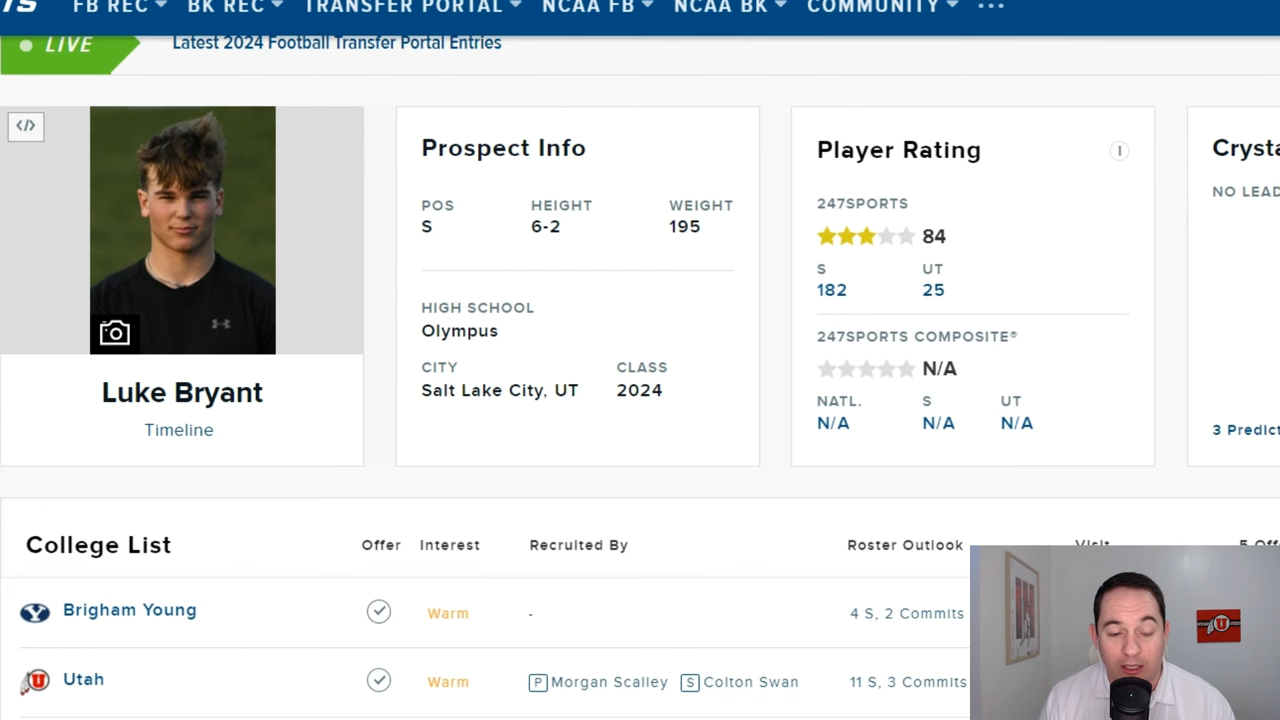 FB REC BK REC TRANSFER PORTAL NCAA FB NCAA BK COMMUNITY
LIVE Latest 2024 Football Transfer Portal Entries
</>
Luke Bryant
Timeline
Prospect Info
POS HEIGHT WEIGHT
S 6-2 195
HIGH SCHOOL
Olympus
CITY CLASS
Salt Lake City, UT 2024
Player Rating
247SPORTS
84
S UT
182 25
247SPORTS COMPOSITE®
N/A
NATL. S UT
N/A N/A N/A
Crysta
NO LEAD
3 Predict
College List Offer Interest Recruited By Roster Outlook
Brigham Young Warm - 4 S, 2 Commits
Utah Warm P Morgan Scalley S Colton Swan 11 S, 3 Commits
U